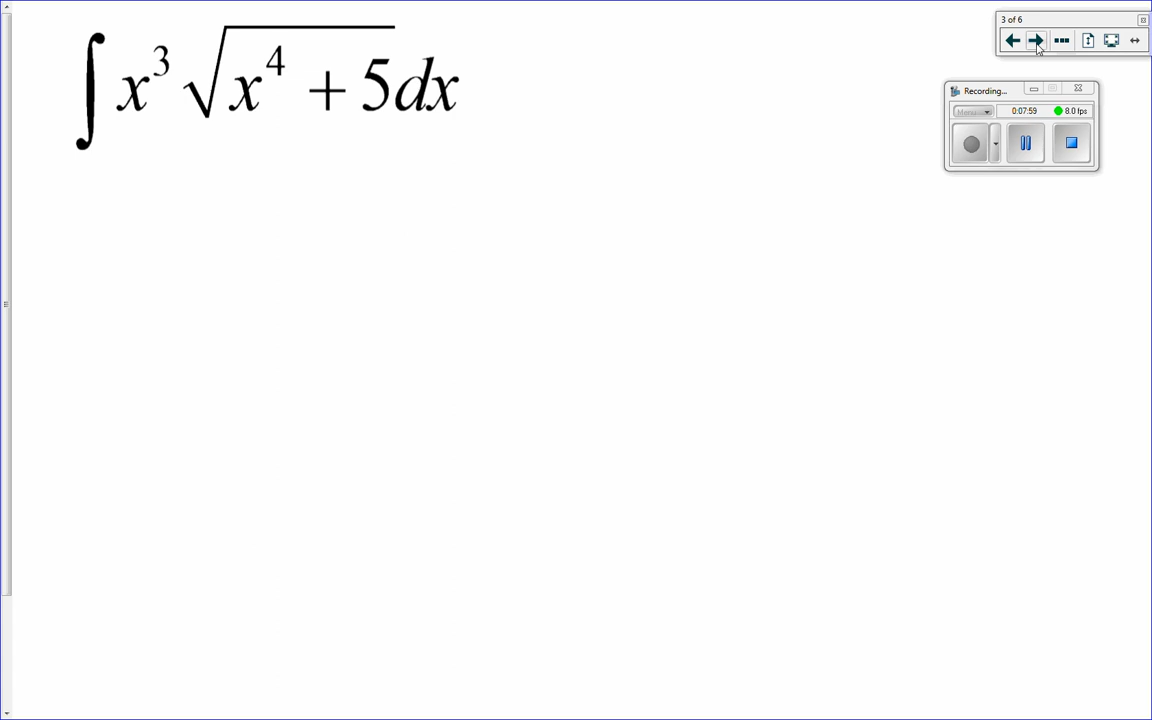 3 of 6
∫ x³ √(x⁴ + 5) dx
Recording...
Menu
0:07:59
8.0 fps